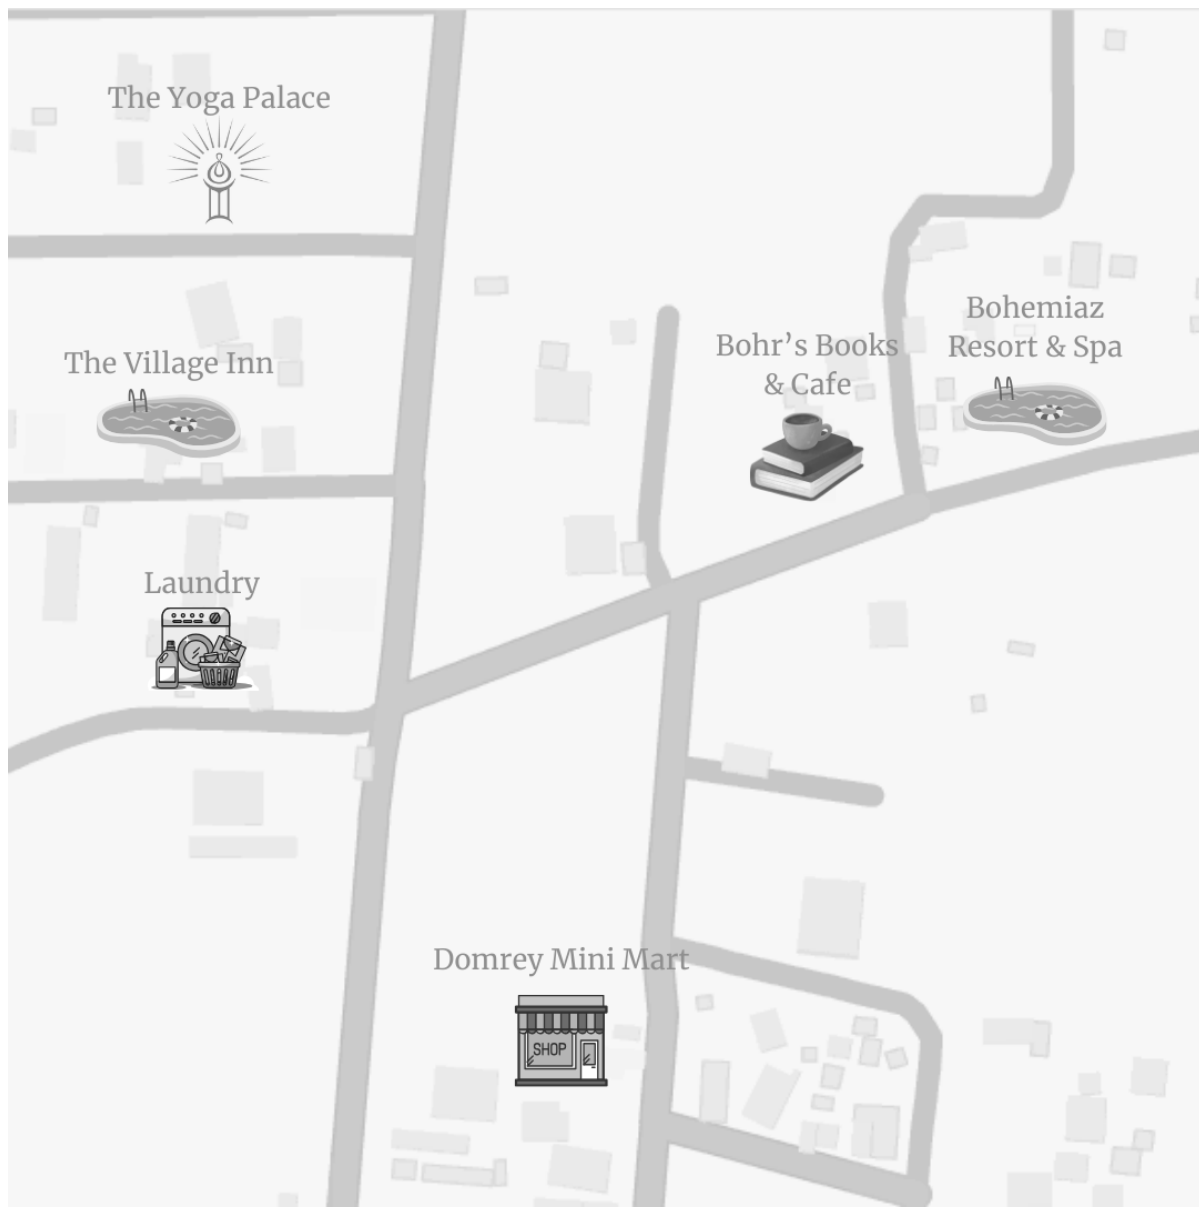 The Yoga Palace
Bohemiaz
Resort & Spa
Bohr’s Books
& Cafe
The Village Inn
Laundry
Domrey Mini Mart
SHOP